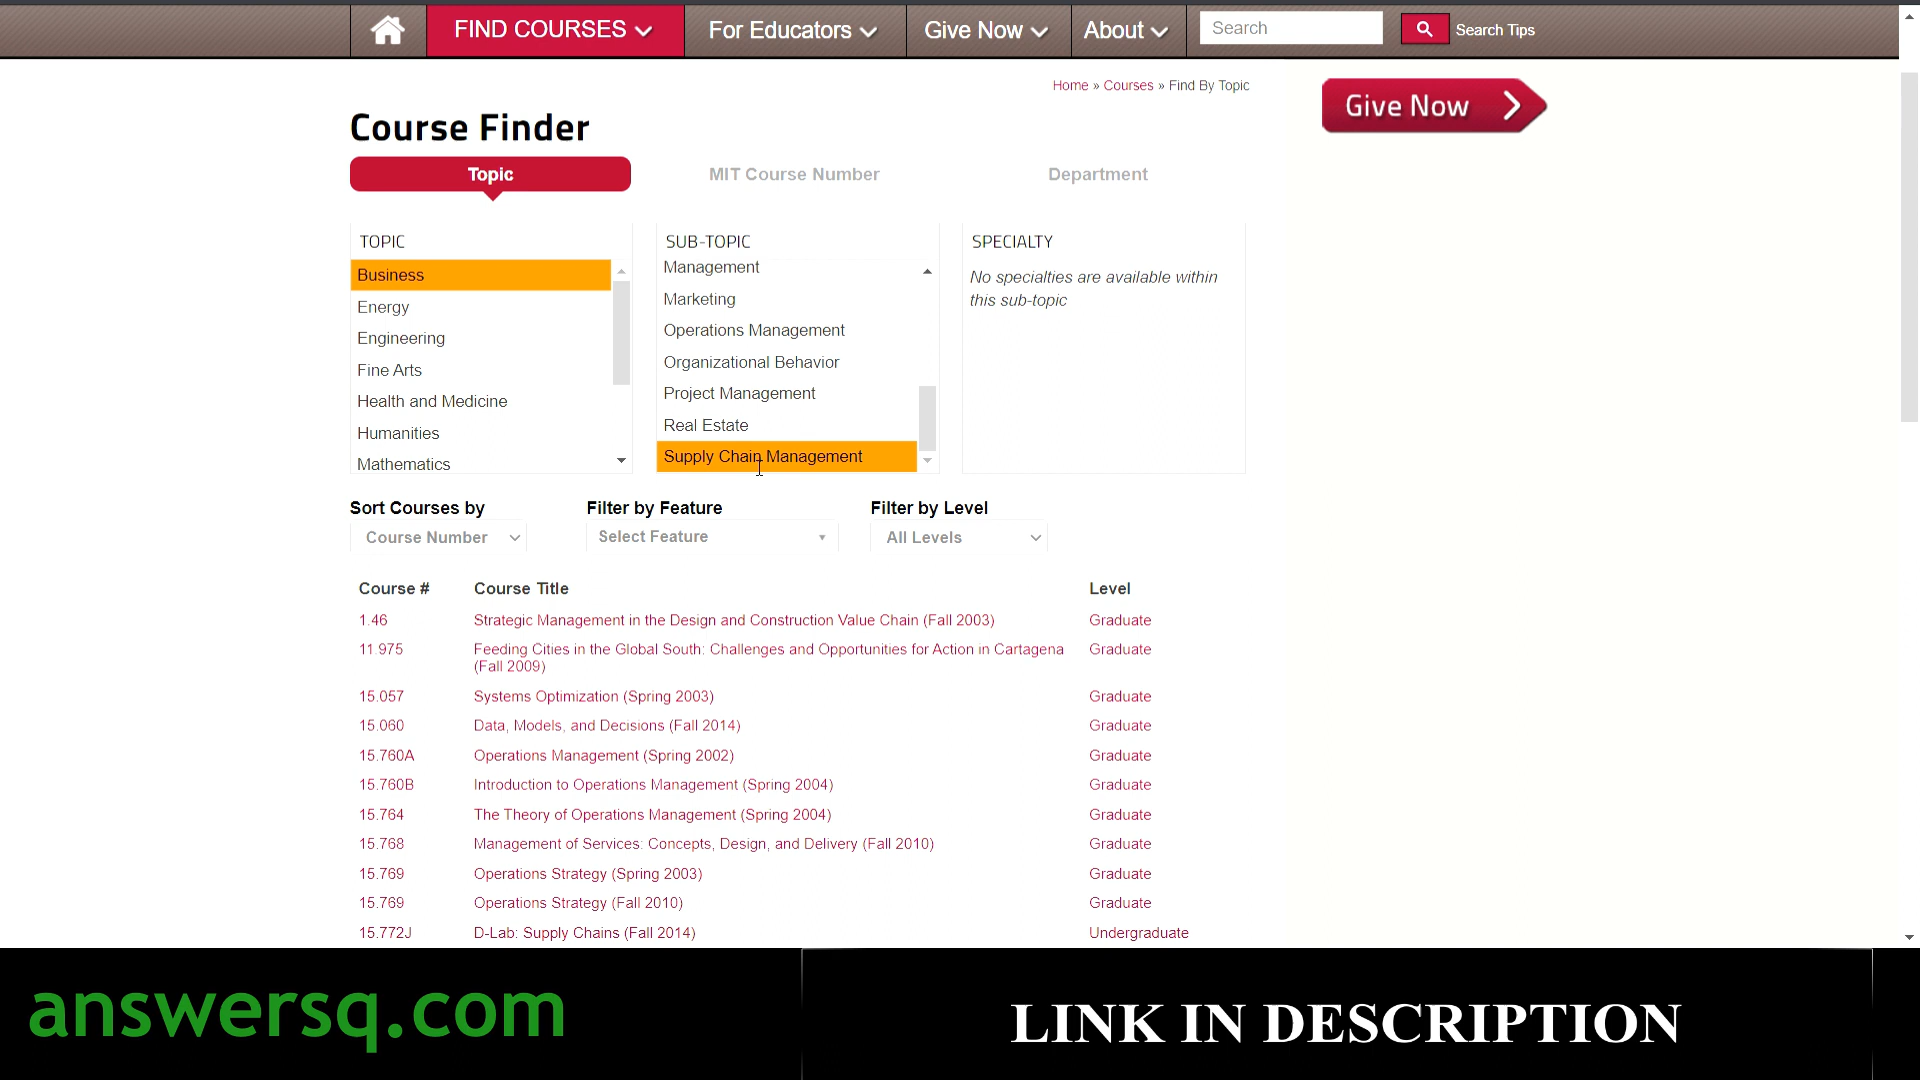 FIND COURSES
For Educators
Give Now
About
Search
Search Tips
Home » Courses » Find By Topic
Give Now
Course Finder
Topic
MIT Course Number
Department
TOPIC
Business
Energy
Engineering
Fine Arts
Health and Medicine
Humanities
Mathematics
SUB-TOPIC
Management
Marketing
Operations Management
Organizational Behavior
Project Management
Real Estate
Supply Chain Management
SPECIALTY
No specialties are available within
this sub-topic
Sort Courses by
Course Number
Filter by Feature
Select Feature
Filter by Level
All Levels
Course # Course Title Level
1.46 Strategic Management in the Design and Construction Value Chain (Fall 2003) Graduate
11.975 Feeding Cities in the Global South: Challenges and Opportunities for Action in Cartagena Graduate
(Fall 2009)
15.057 Systems Optimization (Spring 2003) Graduate
15.060 Data, Models, and Decisions (Fall 2014) Graduate
15.760A Operations Management (Spring 2002) Graduate
15.760B Introduction to Operations Management (Spring 2004) Graduate
15.764 The Theory of Operations Management (Spring 2004) Graduate
15.768 Management of Services: Concepts, Design, and Delivery (Fall 2010) Graduate
15.769 Operations Strategy (Spring 2003) Graduate
15.769 Operations Strategy (Fall 2010) Graduate
15.772J D-Lab: Supply Chains (Fall 2014) Undergraduate
answersq.com
LINK IN DESCRIPTION